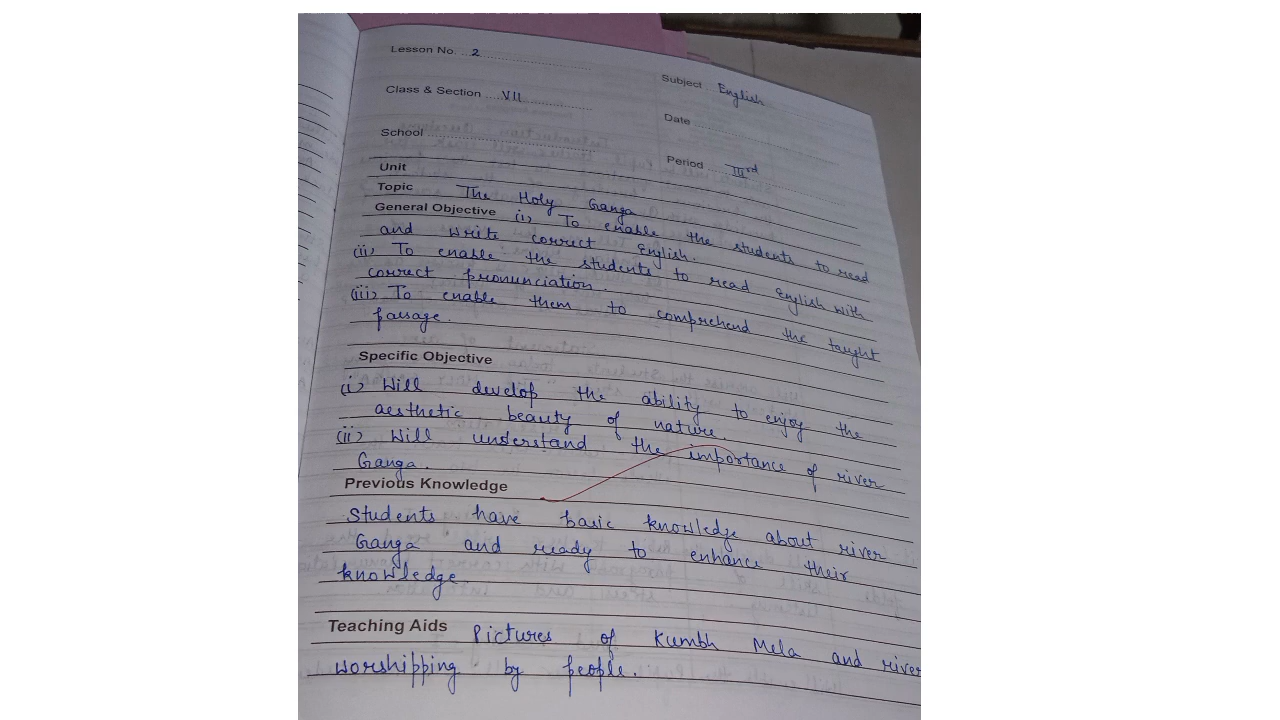 Lesson No. 2
Subject English
Class & Section VII
Date
School
Period IIIrd
Unit
Topic The Holy Ganga
General Objective (i) To enable the students to read
and write correct English.
(ii) To enable the students to read English with
correct pronunciation.
(iii) To enable them to comprehend the taught
passage.
Specific Objective
(i) Will develop the ability to enjoy the
aesthetic beauty of nature.
(ii) Will understand the importance of river
Ganga.
Previous Knowledge
Students have basic knowledge about river
Ganga and ready to enhance their
knowledge.
Teaching Aids Pictures of Kumbh Mela and river
worshipping by people.